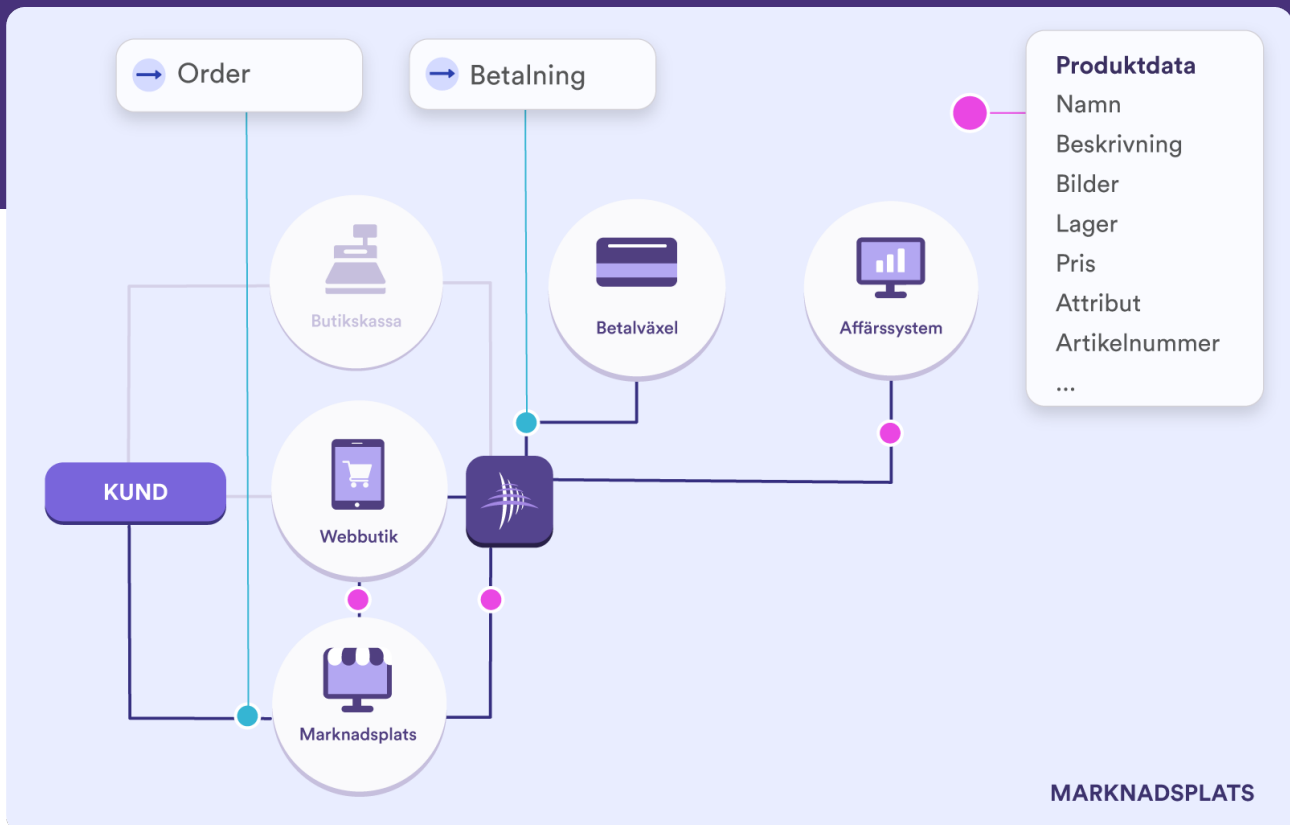 Order
Betalning
Produktdata
Namn
Beskrivning
Bilder
Lager
Pris
Attribut
Artikelnummer
...
Butikskassa
Betalväxel
Affärssystem
KUND
Webbutik
Marknadsplats
MARKNADSPLATS